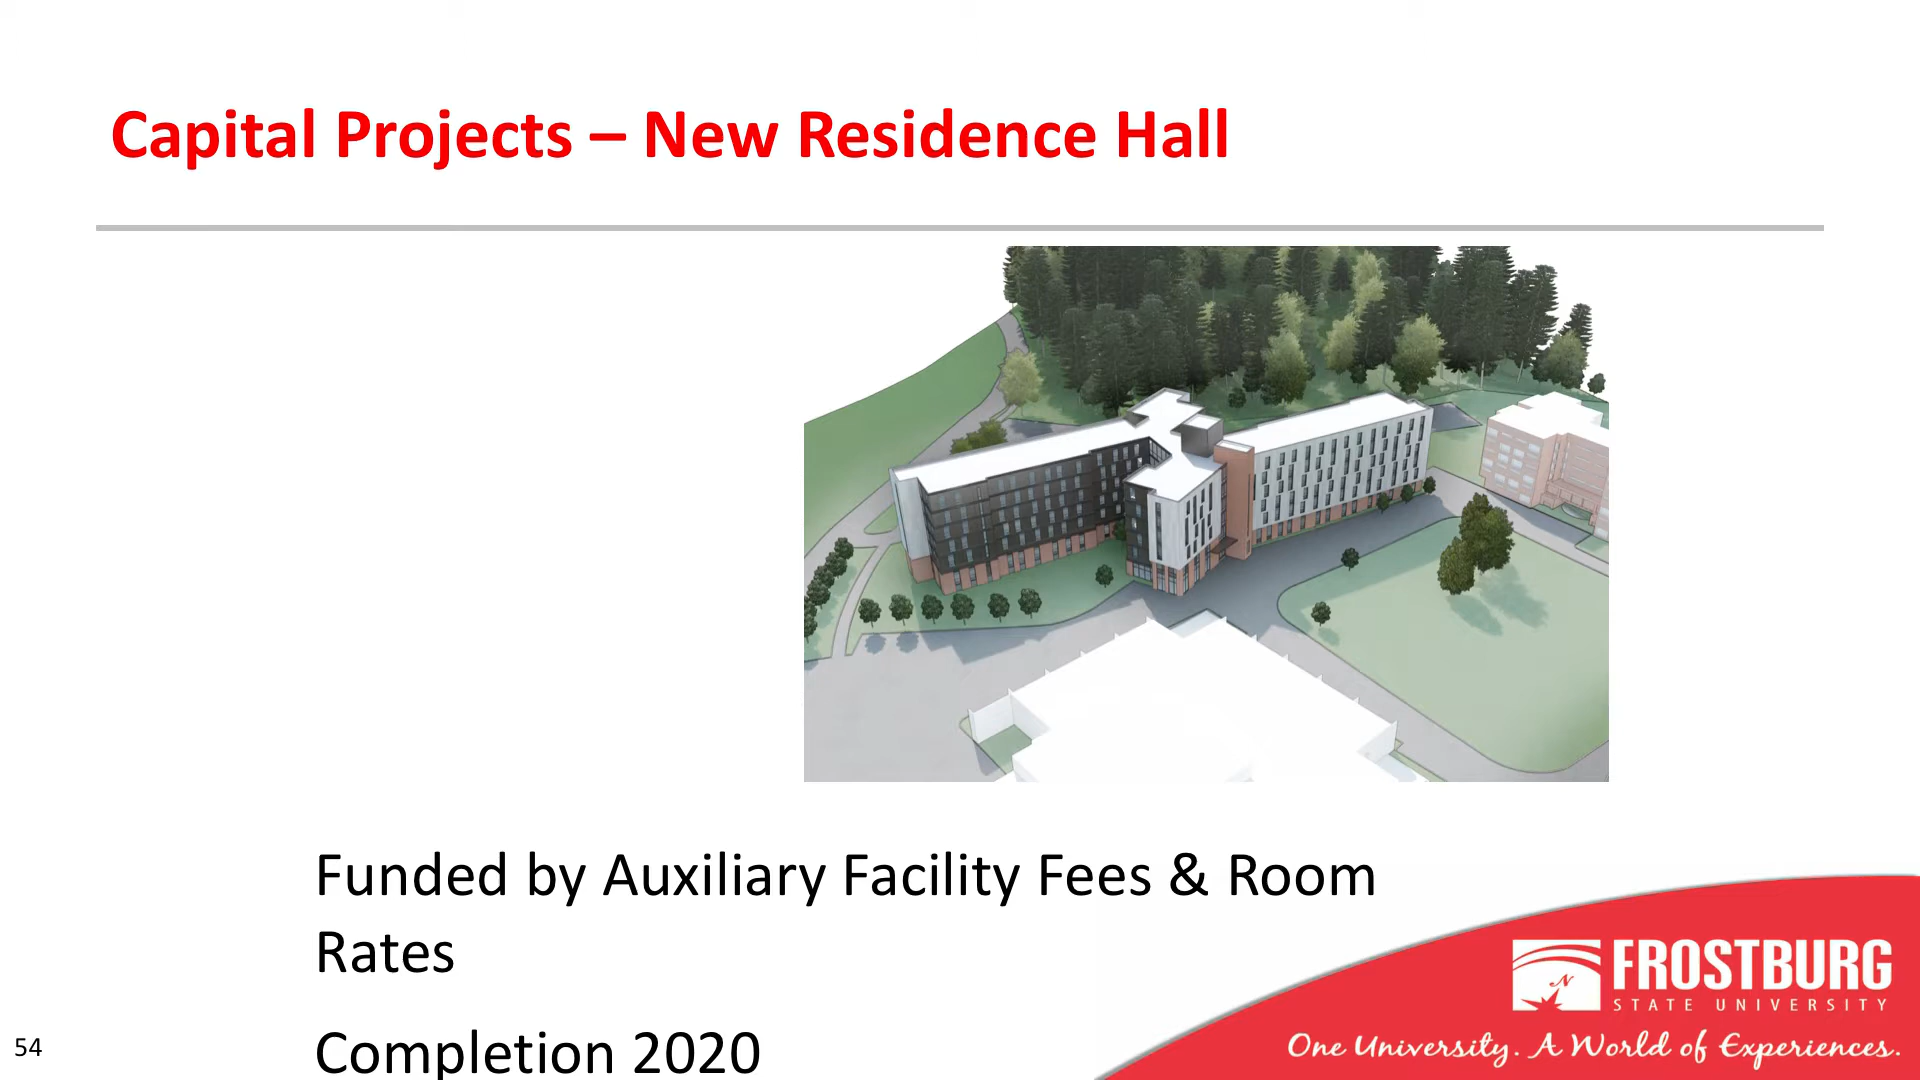 Capital Projects – New Residence Hall
Funded by Auxiliary Facility Fees & Room
Rates
Completion 2020
54
FROSTBURG
STATE UNIVERSITY
One University. A World of Experiences.